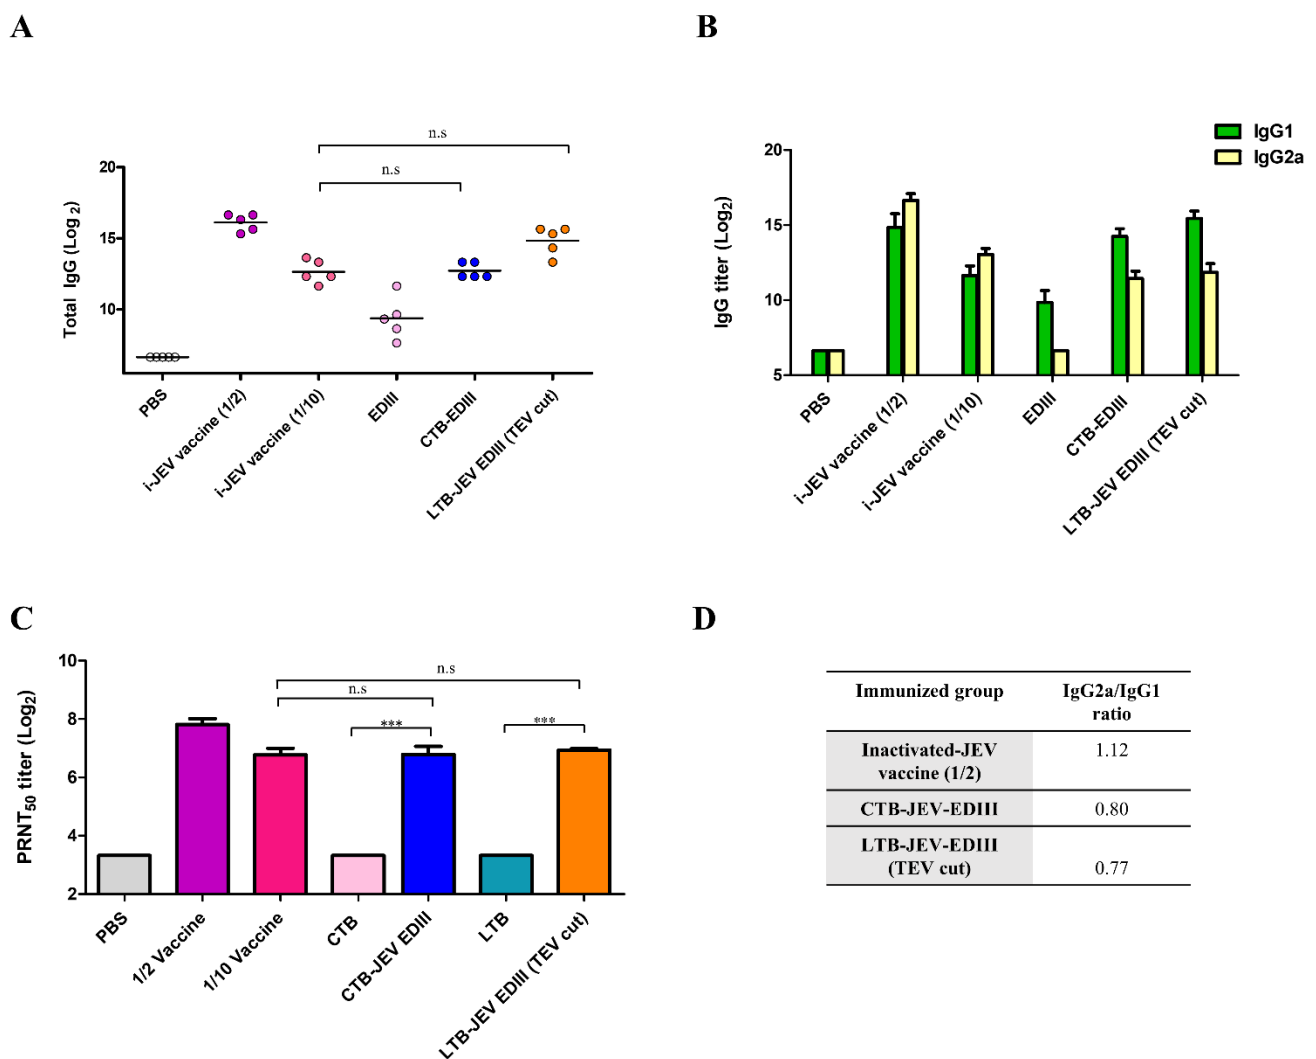 A
n.s
n.s
Total IgG (Log 2)
20
15
10
PBS
i-JEV vaccine (1/2)
i-JEV vaccine (1/10)
EDIII
CTB-EDIII
LTB-JEV EDIII (TEV cut)
B
IgG1
IgG2a
IgG titer (Log2)
20
15
10
5
PBS
i-JEV vaccine (1/2)
i-JEV vaccine (1/10)
EDIII
CTB-EDIII
LTB-JEV EDIII (TEV cut)
C
n.s
n.s
***
***
PRNT50 titer (Log2)
10
8
6
4
2
PBS
1/2 Vaccine
1/10 Vaccine
CTB
CTB-JEV EDIII
LTB
LTB-JEV EDIII (TEV cut)
D
Immunized group IgG2a/IgG1
ratio
Inactivated-JEV 1.12
vaccine (1/2)
CTB-JEV-EDIII 0.80
LTB-JEV-EDIII
(TEV cut) 0.77